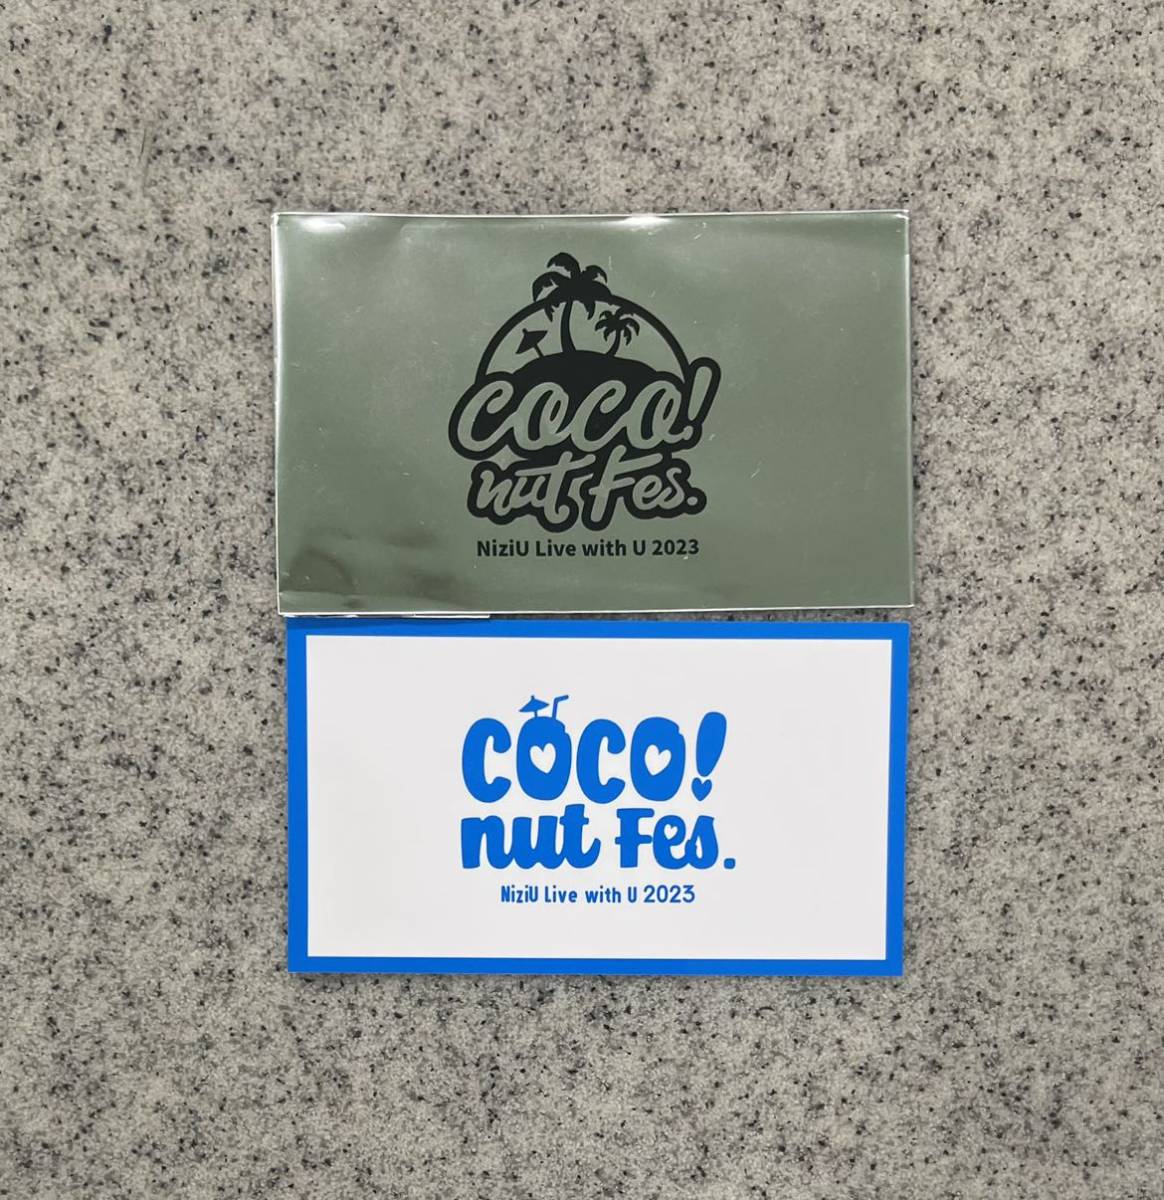 coco!
nut Fes.
NiziU Live with U 2023
COCO!
nut Fes.
NiziU Live with U 2023